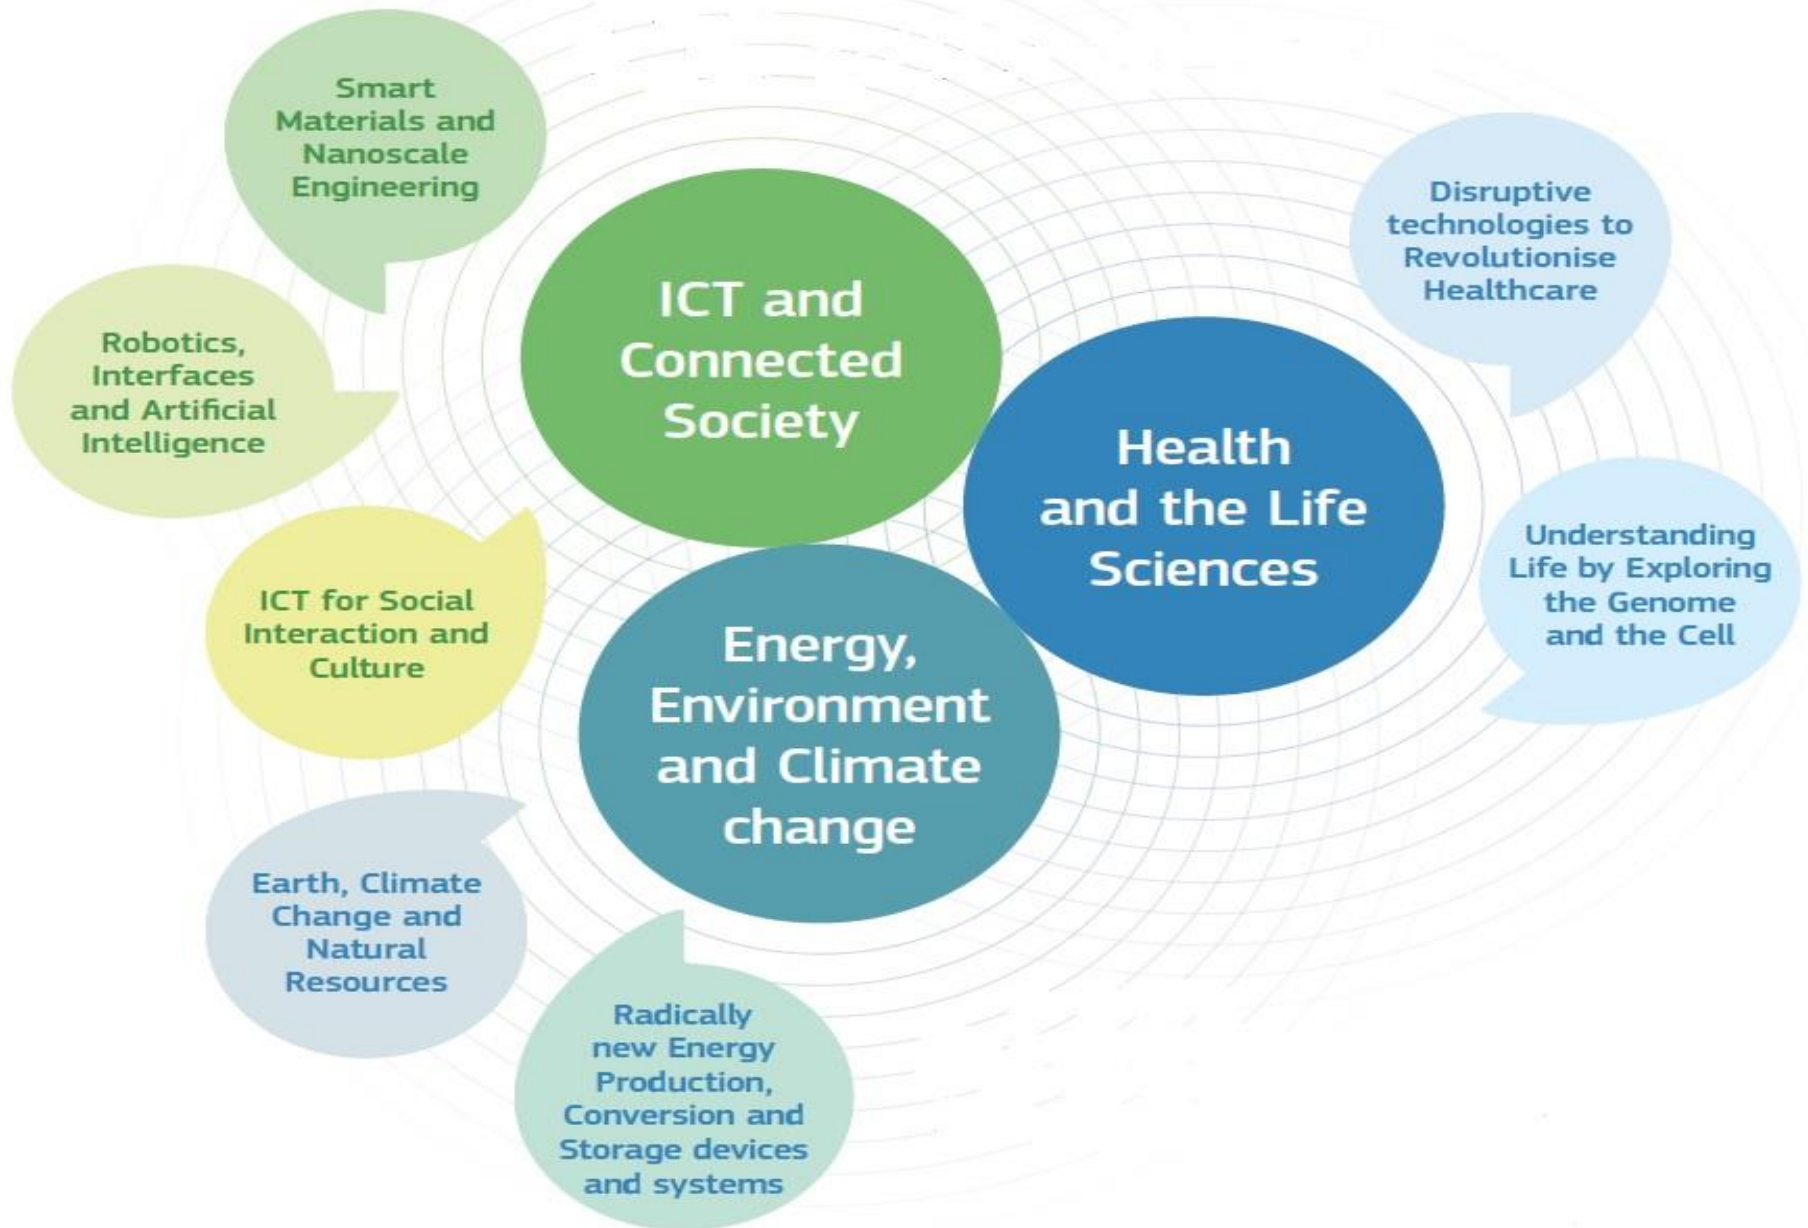 Smart
Materials and
Nanoscale
Engineering
Robotics,
Interfaces
and Artificial
Intelligence
ICT for Social
Interaction and
Culture
ICT and
Connected
Society
Health
and the Life
Sciences
Energy,
Environment
and Climate
change
Disruptive
technologies to
Revolutionise
Healthcare
Understanding
Life by Exploring
the Genome
and the Cell
Earth, Climate
Change and
Natural
Resources
Radically
new Energy
Production,
Conversion and
Storage devices
and systems